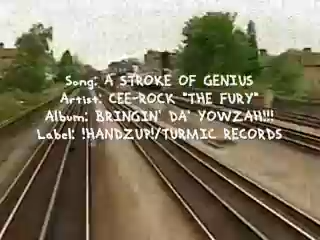 Song: A STROKE OF GENIUS
Artist: CEE-ROCK "THE FURY"
Album: BRINGIN' DA' YOWZAH!!!
Label: !HANDZUP!/TURMIC RECORDS